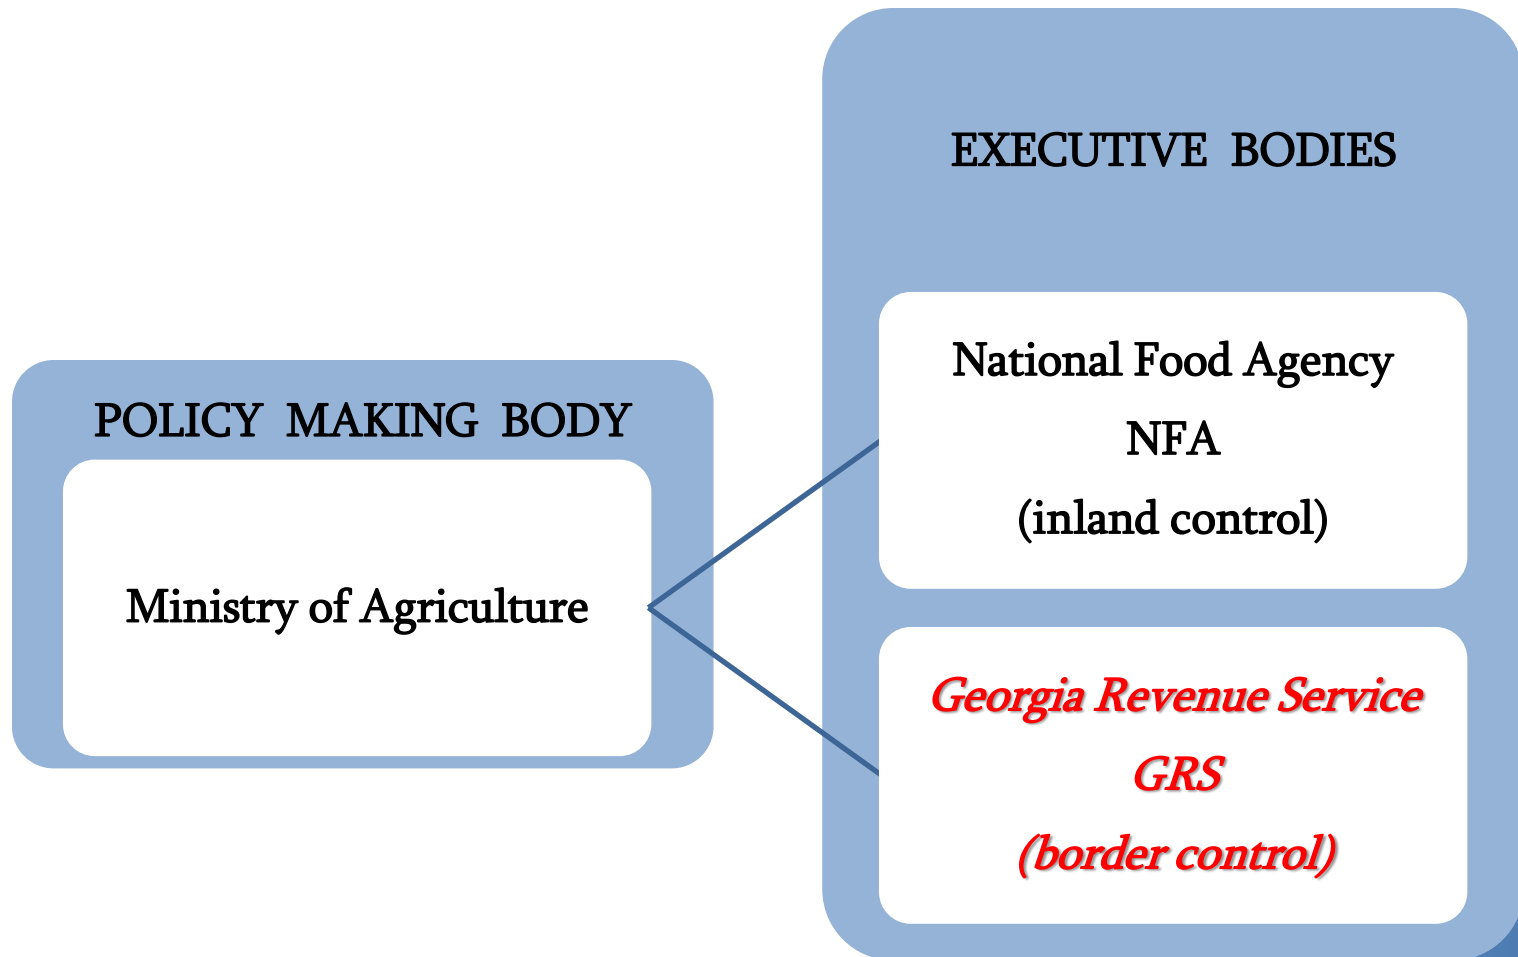 POLICY MAKING BODY
Ministry of Agriculture
EXECUTIVE BODIES
National Food Agency
NFA
(inland control)
Georgia Revenue Service
GRS
(border control)